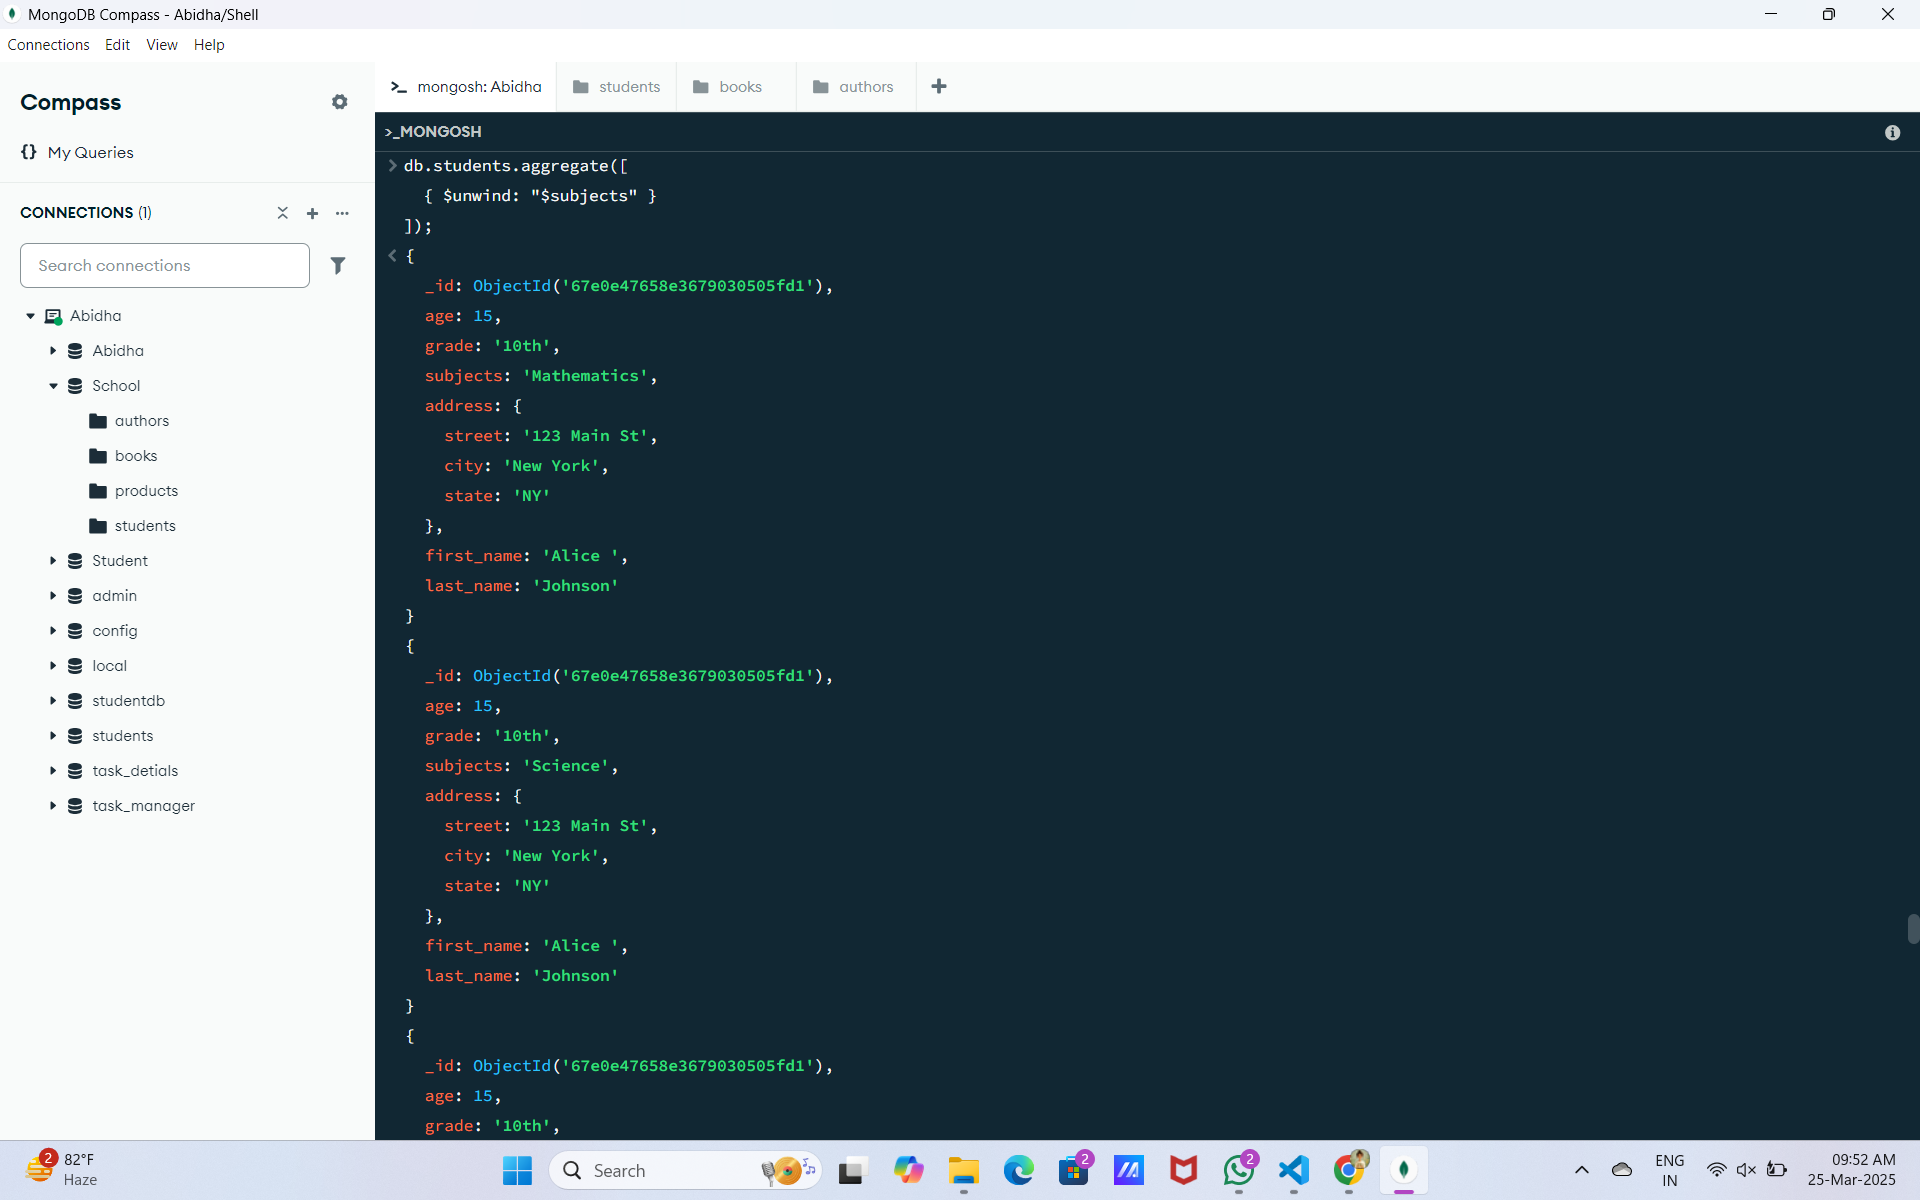 MongoDB Compass - Abidha/Shell
Connections Edit View Help
Compass
{} My Queries
CONNECTIONS (1)
Search connections
Abidha
Abidha
School
authors
books
products
students
Student
admin
config
local
studentdb
students
task_detials
task_manager
>_ mongosh: Abidha students books authors +
>_MONGOSH
> db.students.aggregate([
{ $unwind: "$subjects" }
]);
< {
_id: ObjectId('67e0e47658e3679030505fd1'),
age: 15,
grade: '10th',
subjects: 'Mathematics',
address: {
street: '123 Main St',
city: 'New York',
state: 'NY'
},
first_name: 'Alice ',
last_name: 'Johnson'
}
{
_id: ObjectId('67e0e47658e3679030505fd1'),
age: 15,
grade: '10th',
subjects: 'Science',
address: {
street: '123 Main St',
city: 'New York',
state: 'NY'
},
first_name: 'Alice ',
last_name: 'Johnson'
}
{
_id: ObjectId('67e0e47658e3679030505fd1'),
age: 15,
grade: '10th',
2
82°F
Haze
Search
2
2
ENG
IN
09:52 AM
25-Mar-2025